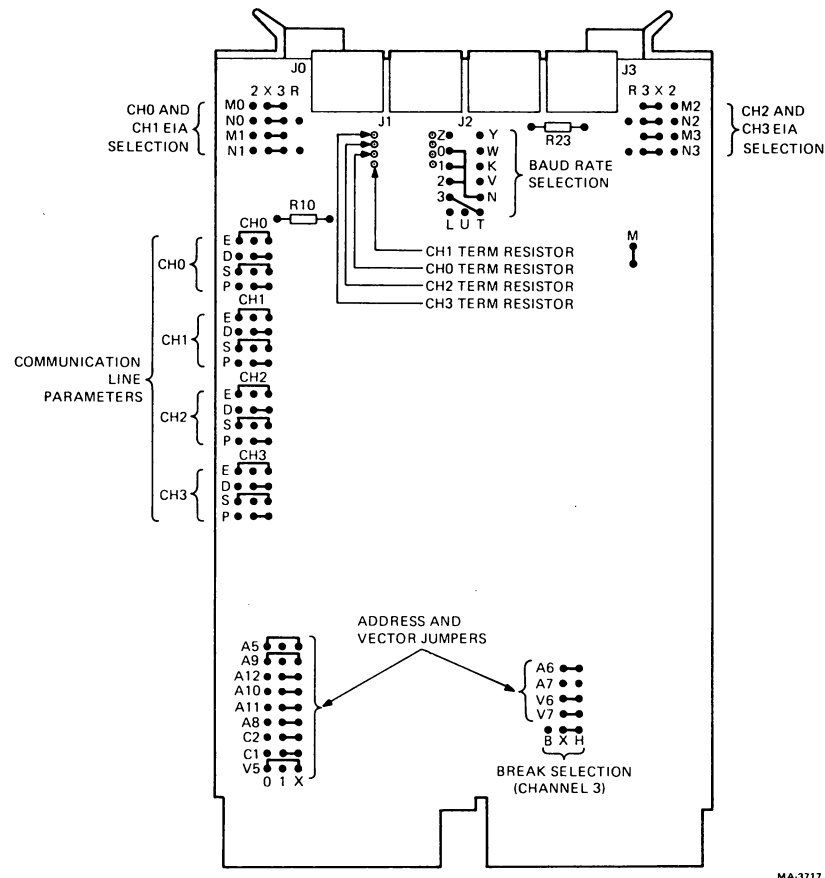 J0
J3
2 X 3 R
R 3 X 2
CH0 AND
CH1 EIA
SELECTION
M0
N0
M1
N1
J1
J2
Z
0
1
2
3
Y
W
K
V
N
L U T
R23
BAUD RATE
SELECTION
M2
N2
M3
N3
CH2 AND
CH3 EIA
SELECTION
R10
CH1 TERM RESISTOR
CH0 TERM RESISTOR
CH2 TERM RESISTOR
CH3 TERM RESISTOR
M
COMMUNICATION
LINE
PARAMETERS
CH0
CH0
E
D
S
P
CH1
CH1
E
D
S
P
CH2
CH2
E
D
S
P
CH3
CH3
E
D
S
P
ADDRESS AND
VECTOR JUMPERS
A5
A9
A12
A10
A11
A8
C2
C1
V5
0 1 X
A6
A7
V6
V7
B X H
BREAK SELECTION
(CHANNEL 3)
MA-3717